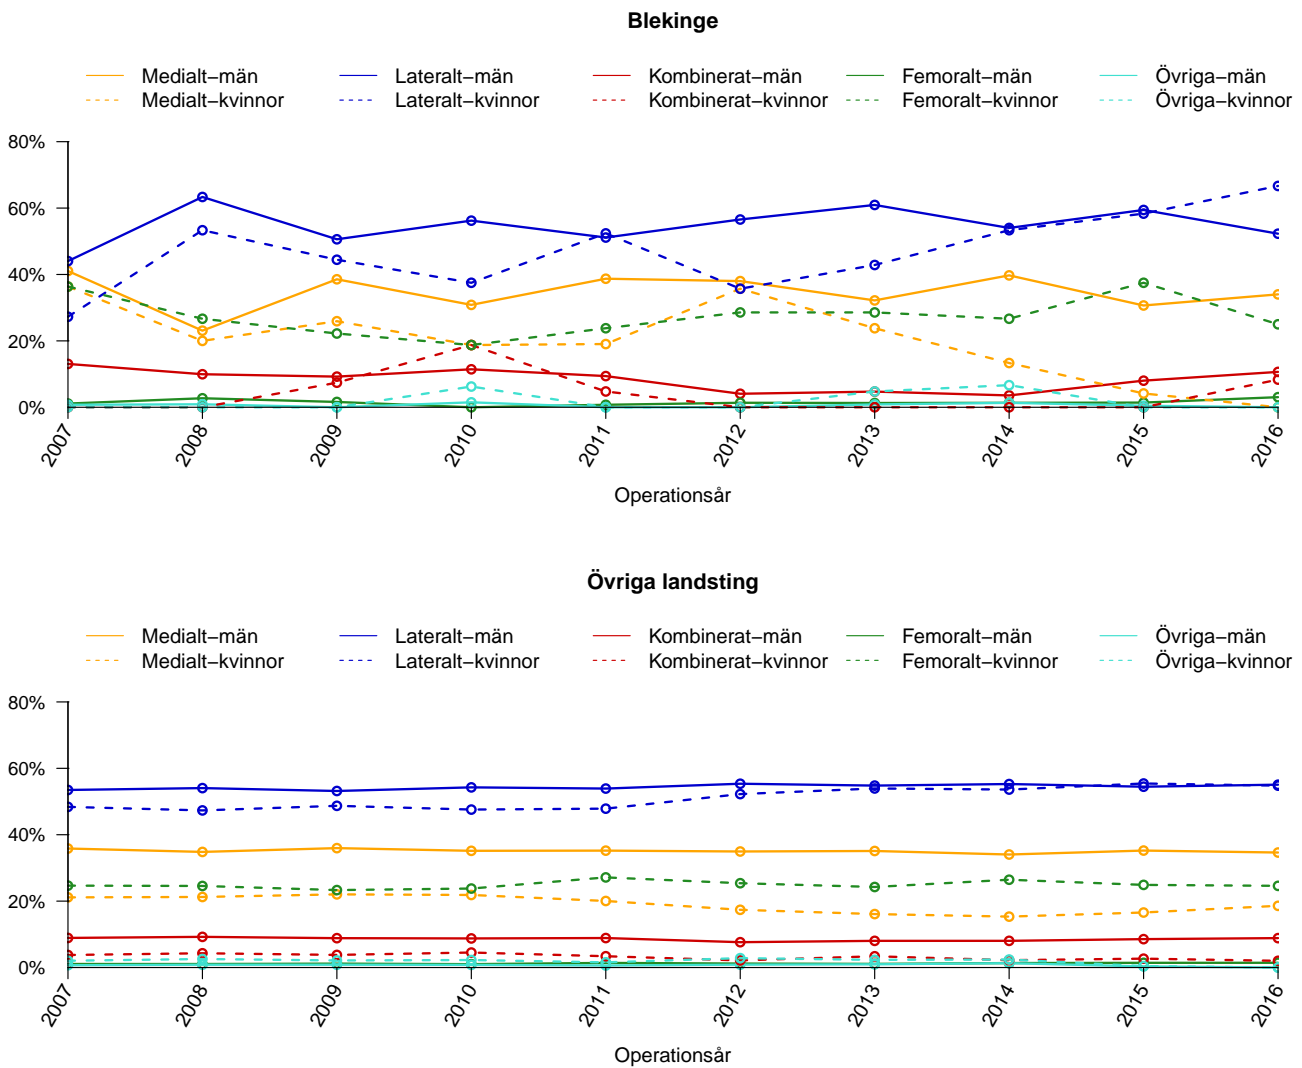 Blekinge
Medialt−män Lateralt−män Kombinerat−män Femoralt−män Övriga−män
Medialt−kvinnor Lateralt−kvinnor Kombinerat−kvinnor Femoralt−kvinnor Övriga−kvinnor
80%
60%
40%
20%
0%
2007 2008 2009 2010 2011 2012 2013 2014 2015 2016
Operationsår
Övriga landsting
Medialt−män Lateralt−män Kombinerat−män Femoralt−män Övriga−män
Medialt−kvinnor Lateralt−kvinnor Kombinerat−kvinnor Femoralt−kvinnor Övriga−kvinnor
80%
60%
40%
20%
0%
2007 2008 2009 2010 2011 2012 2013 2014 2015 2016
Operationsår